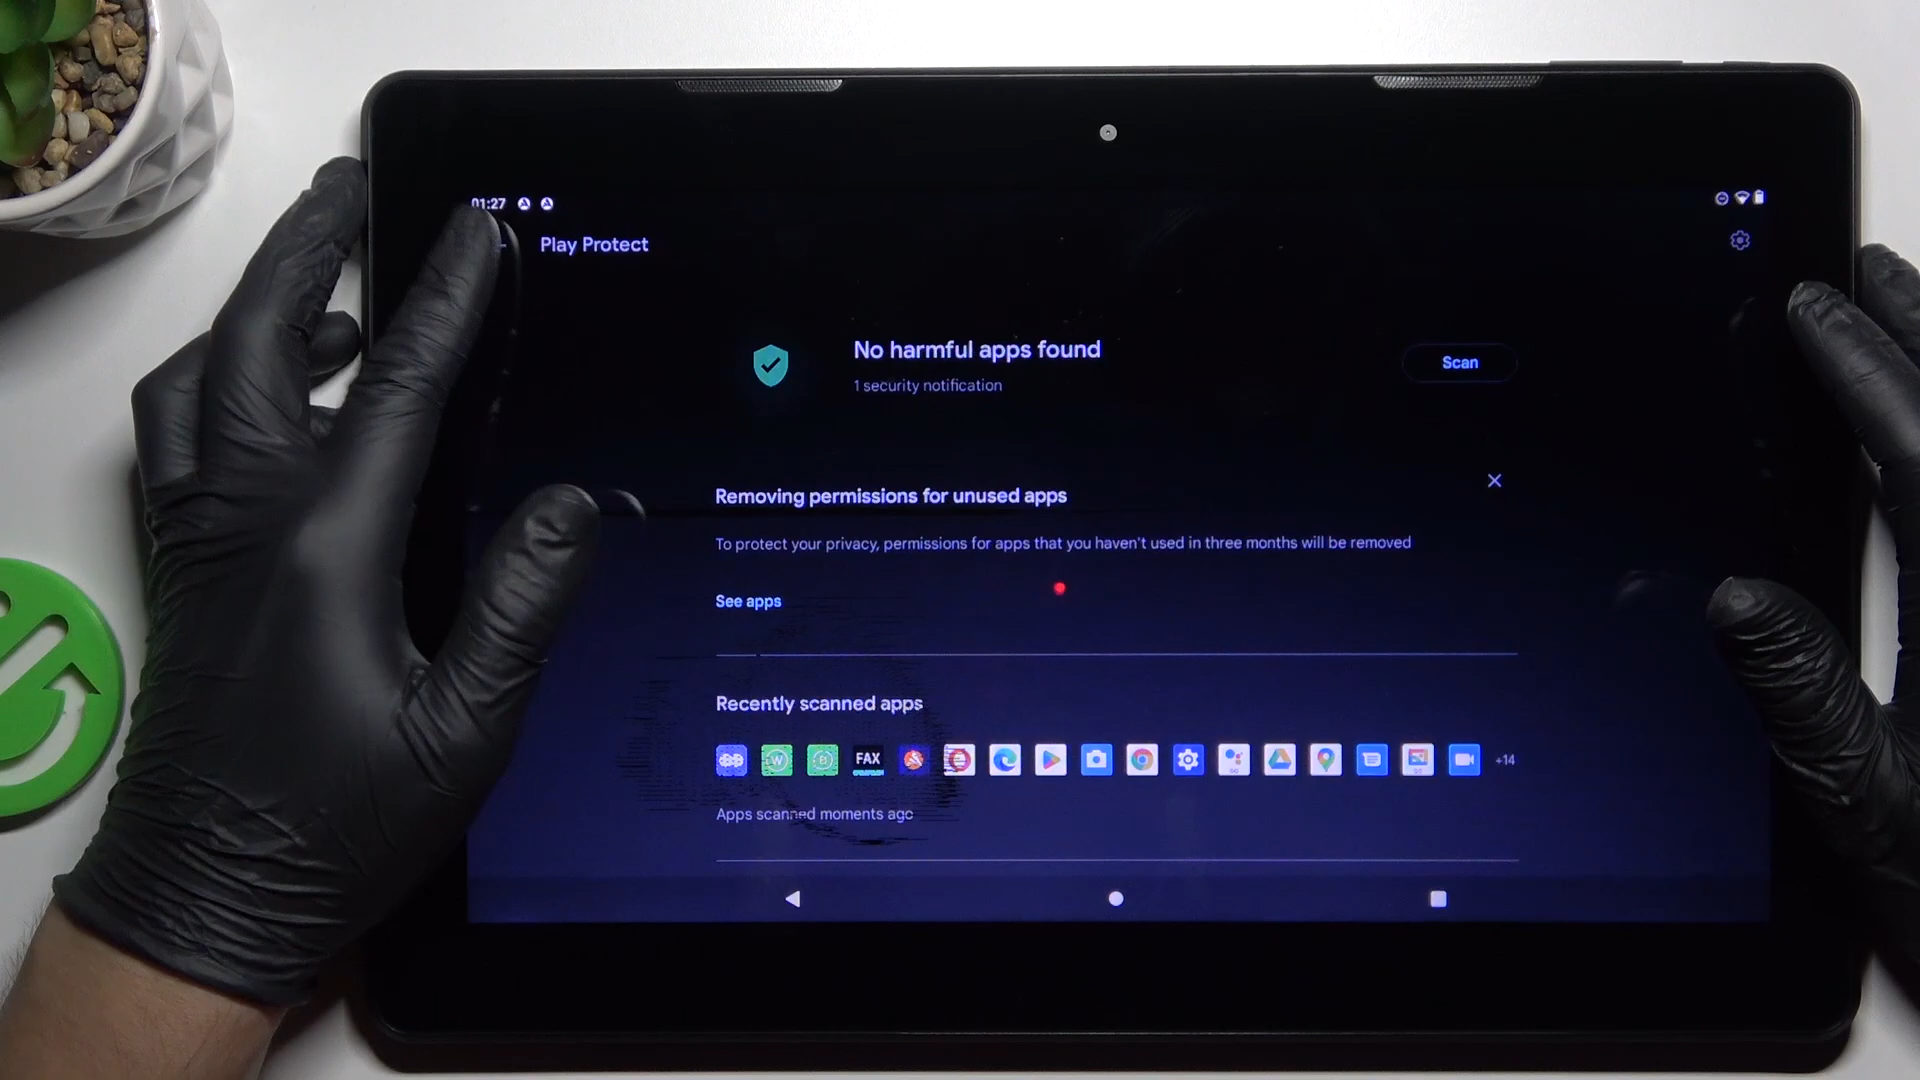 01:27
Play Protect
No harmful apps found
1 security notification
Scan
Removing permissions for unused apps
To protect your privacy, permissions for apps that you haven't used in three months will be removed
See apps
Recently scanned apps
W B FAX +14
Apps scanned moments ago